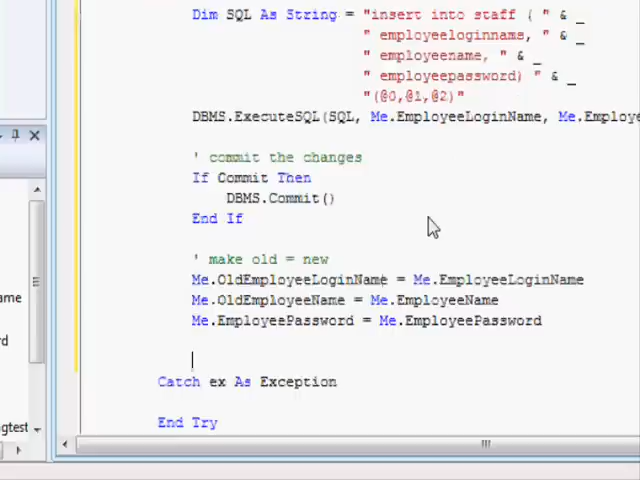 Dim SQL As String = "insert into staff ( " & _
" employeeloginname, " & _
" employeename, " & _
" employeepassword) " & _
"(@0,@1,@2)"
DBMS.ExecuteSQL(SQL, Me.EmployeeLoginName, Me.Employe
' commit the changes
If Commit Then
DBMS.Commit()
End If
' make old = new
Me.OldEmployeeLoginName = Me.EmployeeLoginName
ame
Me.OldEmployeeName = Me.EmployeeName
Me.EmployeePassword = Me.EmployeePassword
rd
Catch ex As Exception
End Try
gtest